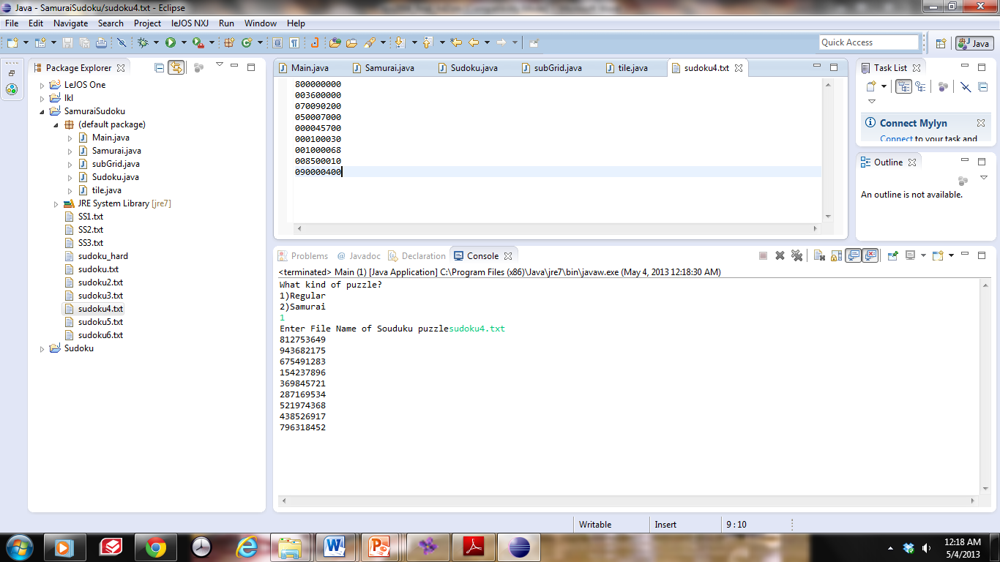 Java - SamuraiSudoku/sudoku4.txt - Eclipse
File Edit Navigate Search Project leJOS NXJ Run Window Help
Quick Access
Java
Package Explorer
LeJOS One
lkl
SamuraiSudoku
(default package)
Main.java
Samurai.java
subGrid.java
Sudoku.java
tile.java
JRE System Library [jre7]
SS1.txt
SS2.txt
SS3.txt
sudoku_hard
sudoku.txt
sudoku2.txt
sudoku3.txt
sudoku4.txt
sudoku5.txt
sudoku6.txt
Sudoku
Main.java Samurai.java Sudoku.java subGrid.java tile.java sudoku4.txt
800000000
003600000
070090200
050007000
000045700
000100030
001000068
008500010
090000400
Task List
Connect Mylyn
Connect to your task and
Outline
An outline is not available.
Problems @ Javadoc Declaration Console
<terminated> Main (1) [Java Application] C:\Program Files (x86)\Java\jre7\bin\javaw.exe (May 4, 2013 12:18:30 AM)
What kind of puzzle?
1)Regular
2)Samurai
1
Enter File Name of Souduku puzzlesudoku4.txt
812753649
943682175
675491283
154237896
369845721
287169534
521974368
438526917
796318452
Writable Insert 9 : 10
12:18 AM
5/4/2013